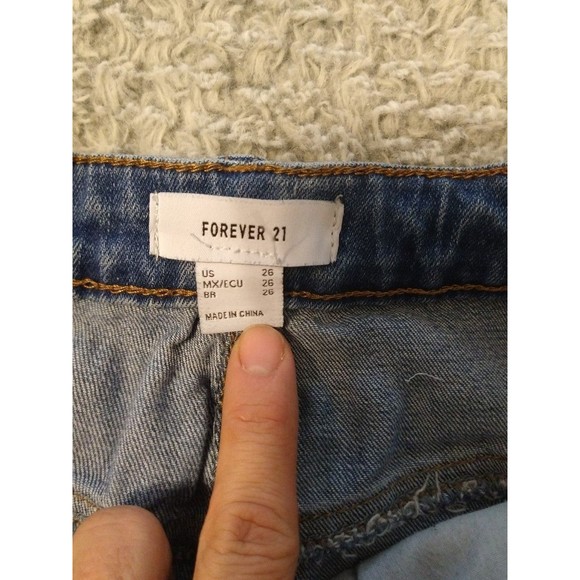 FOREVER 21
US 26
MX/ECU 26
BR 26
MADE IN CHINA